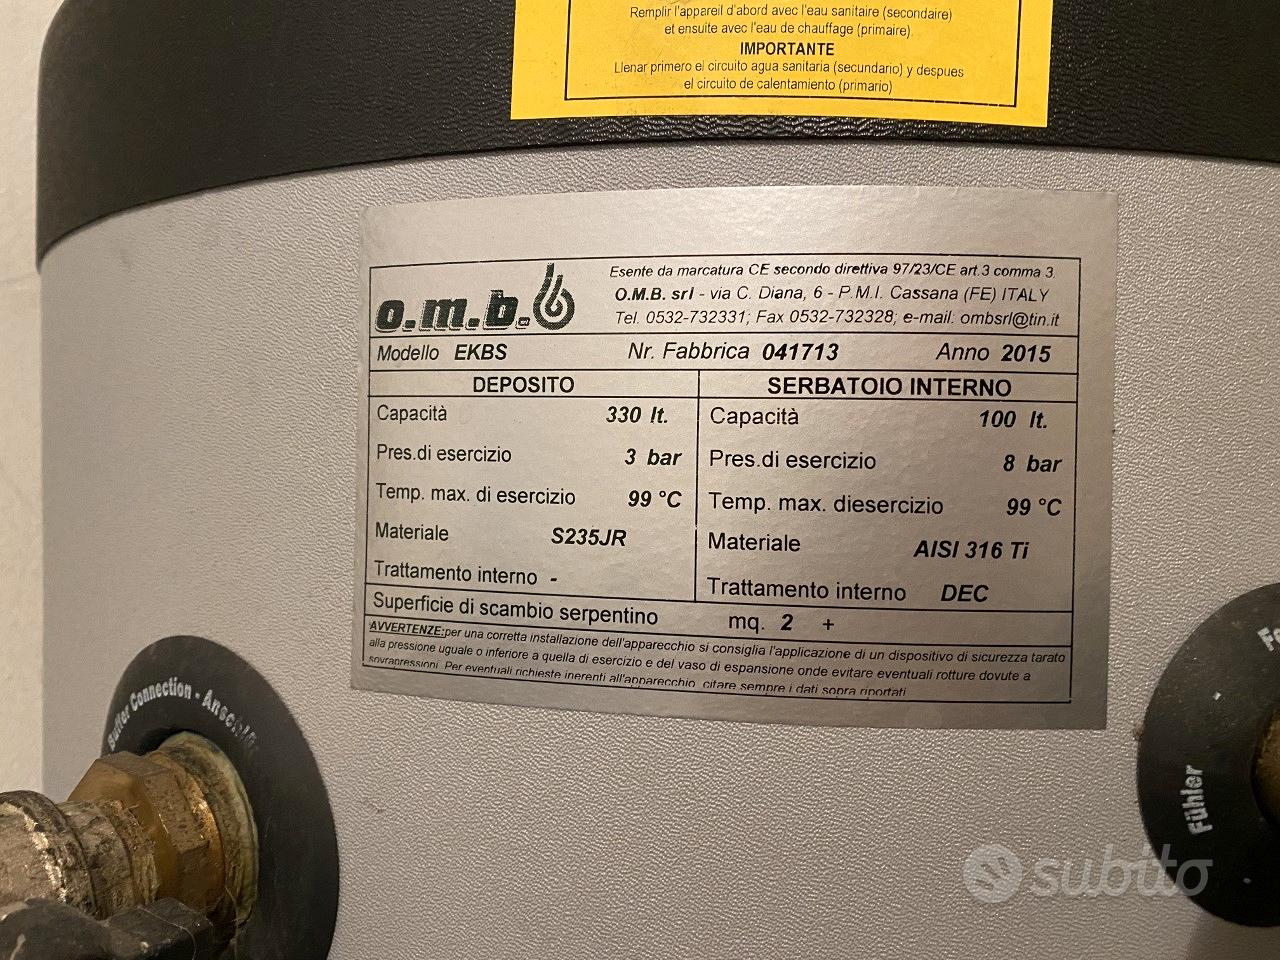 Remplir l'appareil d'abord avec l'eau sanitaire (secondaire)
et ensuite avec l'eau de chauffage (primaire).
IMPORTANTE
Llenar primero el circuito agua sanitaria (secundario) y despues
el circuito de calentamiento (primario)
o.m.b. srl
Esente da marcatura CE secondo direttiva 97/23/CE art.3 comma 3
O.M.B. srl - via C. Diana, 6 - P.M.I. Cassana (FE) ITALY
Tel. 0532-732331; Fax 0532-732328; e-mail: ombsrl@tin.it
Modello EKBS Nr. Fabbrica 041713 Anno 2015
DEPOSITO
Capacità 330 lt.
Pres.di esercizio 3 bar
Temp. max. di esercizio 99 °C
Materiale S235JR
Trattamento interno -
SERBATOIO INTERNO
Capacità 100 lt.
Pres.di esercizio 8 bar
Temp. max. diesercizio 99 °C
Materiale AISI 316 Ti
Trattamento interno DEC
Superficie di scambio serpentino mq. 2 +
AVVERTENZE:per una corretta installazione dell'apparecchio si consiglia l'applicazione di un dispositivo di sicurezza tarato
alla pressione uguale o inferiore a quella di esercizio e del vaso di espansione onde evitare eventuali rotture dovute a
sovrapressioni. Per eventuali richieste inerenti all'apparecchio, citare sempre i dati sopra riportati
Buffer Connection -
Fühler
subito